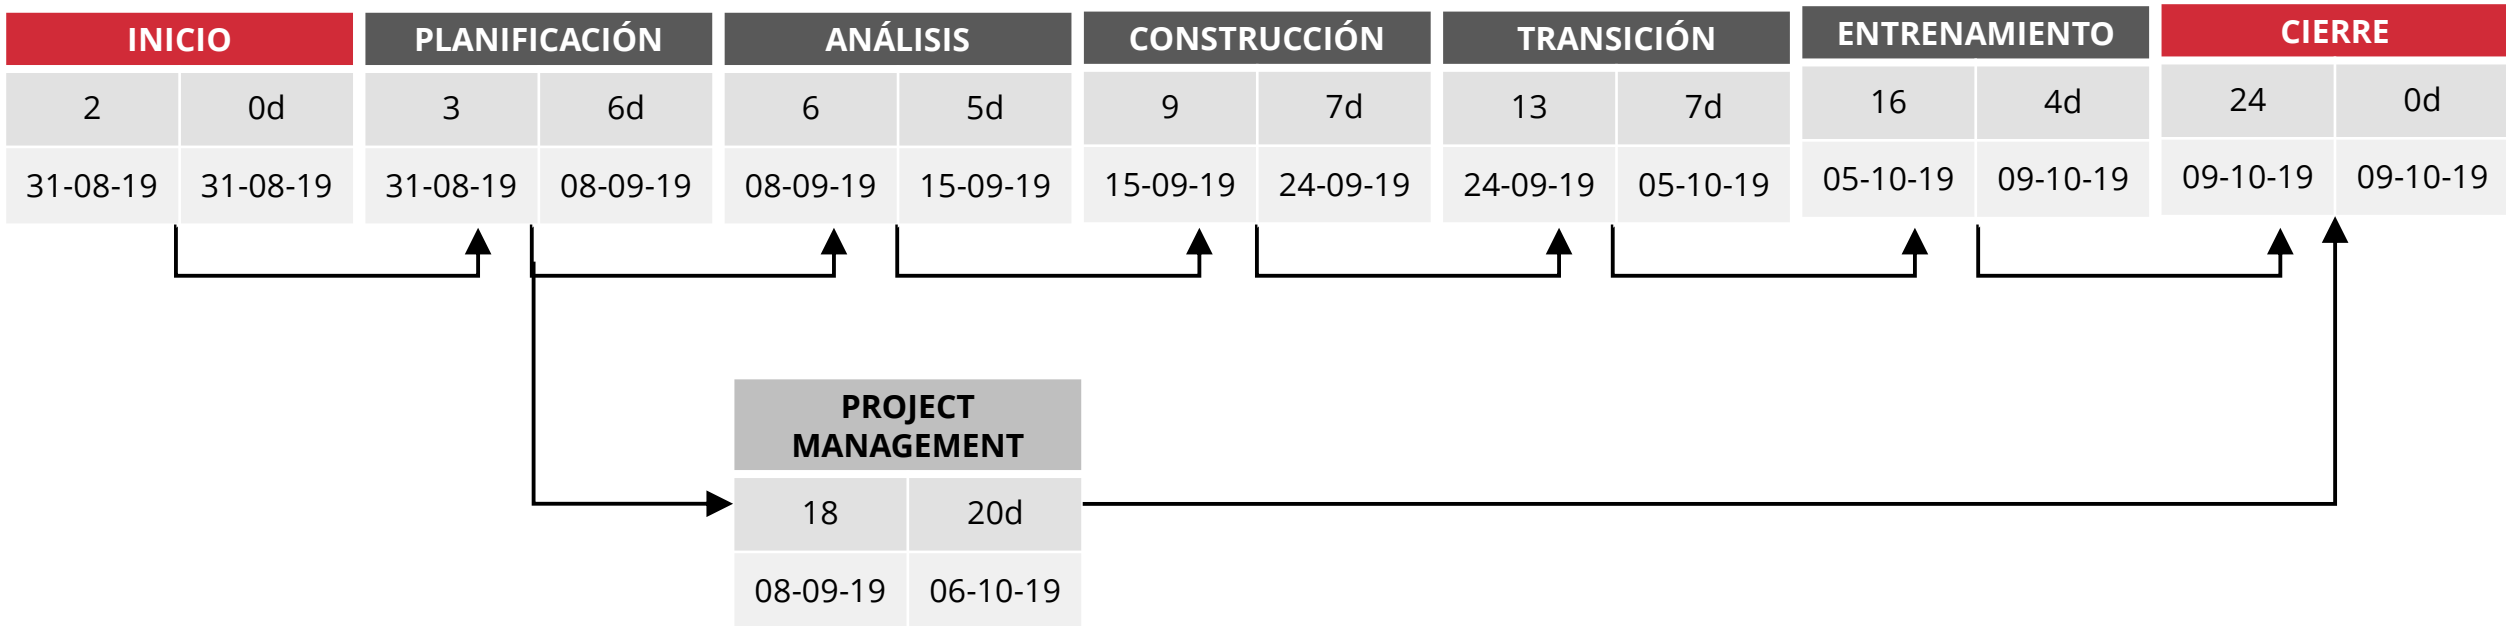 INICIO
2 0d
31-08-19 31-08-19
PLANIFICACIÓN
3 6d
31-08-19 08-09-19
ANÁLISIS
6 5d
08-09-19 15-09-19
CONSTRUCCIÓN
9 7d
15-09-19 24-09-19
TRANSICIÓN
13 7d
24-09-19 05-10-19
ENTRENAMIENTO
16 4d
05-10-19 09-10-19
CIERRE
24 0d
09-10-19 09-10-19
PROJECT
MANAGEMENT
18 20d
08-09-19 06-10-19